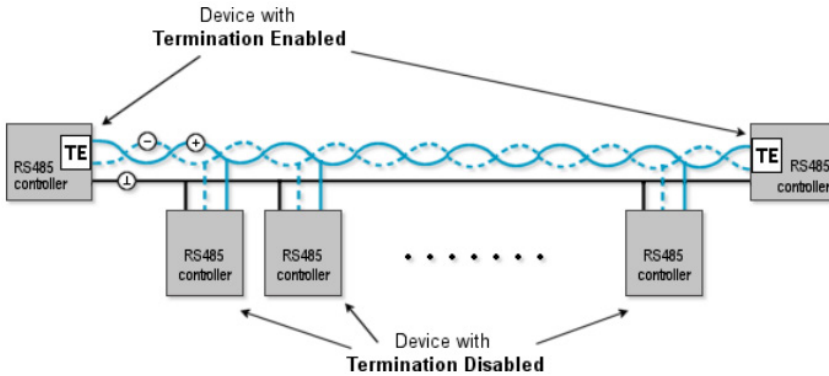 Device with
Termination Enabled
TE
RS485
controller
−
+
⊥
TE
RS485
controller
RS485
controller
RS485
controller
RS485
controller
Device with
Termination Disabled